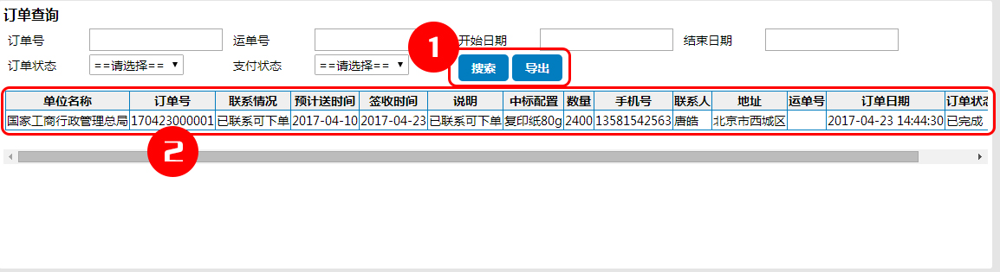 订单查询
订单号 运单号 开始日期 结束日期
1
订单状态 ==请选择== 支付状态 ==请选择== 搜索 导出
单位名称 订单号 联系情况 预计送时间 签收时间 说明 中标配置 数量 手机号 联系人 地址 运单号 订单日期 订单状态
国家工商行政管理总局 170423000001 已联系可下单 2017-04-10 2017-04-23 已联系可下单 复印纸80g 2400 13581542563 唐皓 北京市西城区 2017-04-23 14:44:30 已完成
2